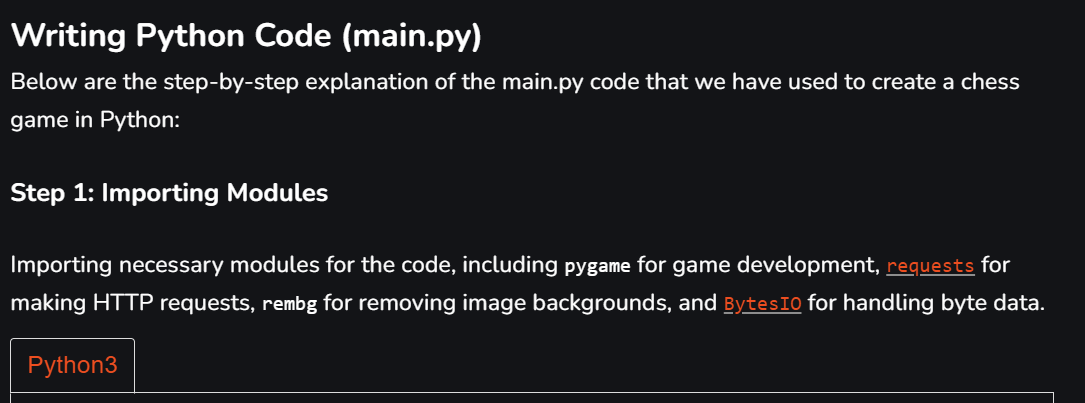 Writing Python Code (main.py)
Below are the step-by-step explanation of the main.py code that we have used to create a chess
game in Python:
Step 1: Importing Modules
Importing necessary modules for the code, including pygame for game development, requests for
making HTTP requests, rembg for removing image backgrounds, and BytesIO for handling byte data.
Python3